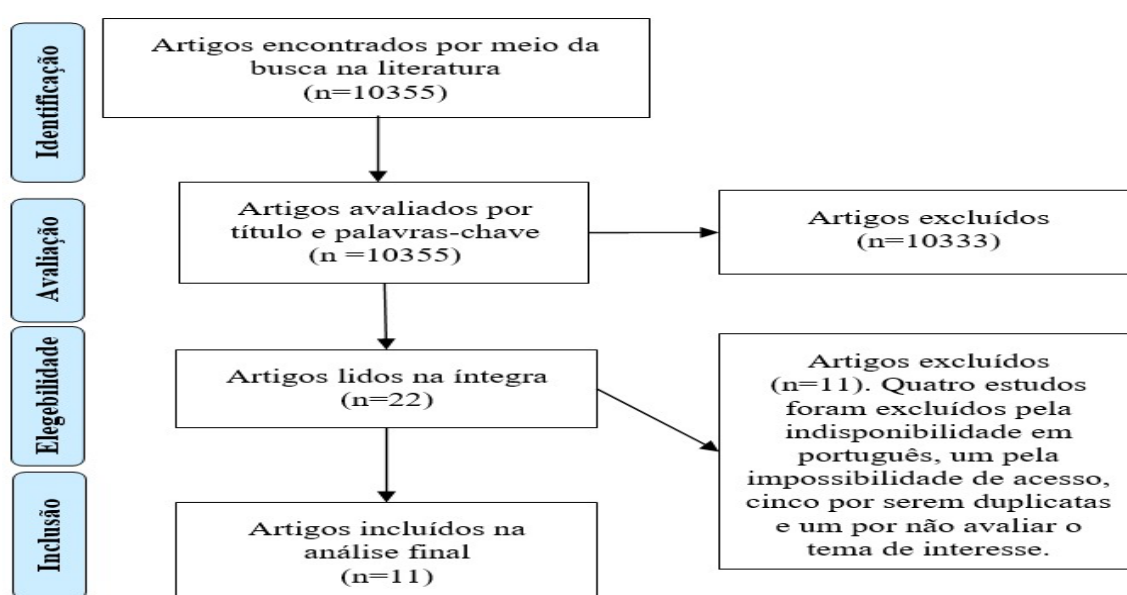 Identificação
Artigos encontrados por meio da
busca na literatura
(n=10355)
Avaliação
Artigos avaliados por
título e palavras-chave
(n =10355)
Artigos excluídos
(n=10333)
Elegebilidade
Artigos lidos na íntegra
(n=22)
Artigos excluídos
(n=11). Quatro estudos
foram excluídos pela
indisponibilidade em
português, um pela
impossibilidade de acesso,
cinco por serem duplicatas
e um por não avaliar o
tema de interesse.
Inclusão
Artigos incluídos na
análise final
(n=11)